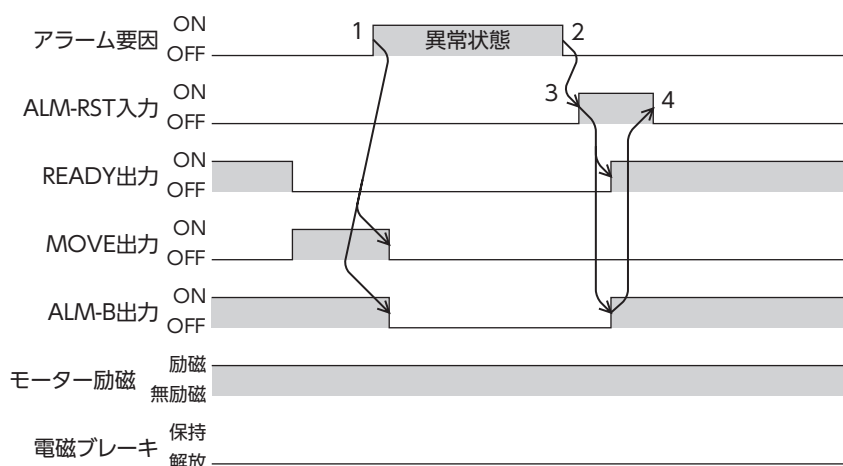 アラーム要因 ON OFF 1 異常状態 2
ALM-RST入力 ON OFF 3 4
READY出力 ON OFF
MOVE出力 ON OFF
ALM-B出力 ON OFF
モーター励磁 励磁 無励磁
電磁ブレーキ 保持 解放